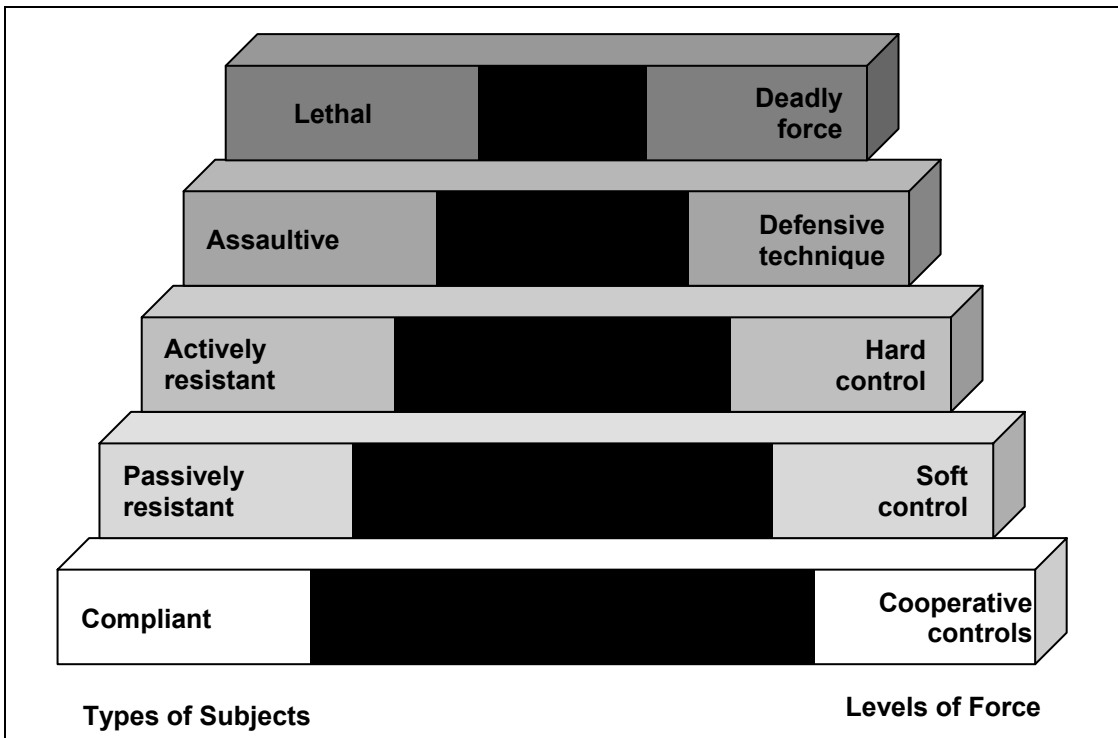 Lethal
Deadly
force
Assaultive
Defensive
technique
Actively
resistant
Hard
control
Passively
resistant
Soft
control
Compliant
Cooperative
controls
Types of Subjects
Levels of Force